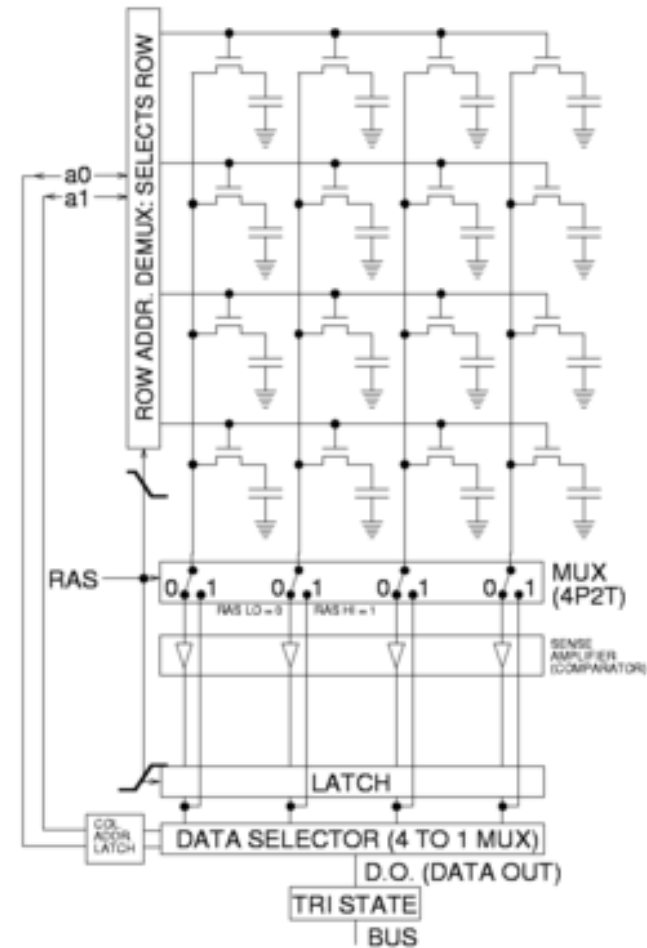 ROW ADDR. DEMUX: SELECTS ROW
a0
a1
RAS
0 1 0 1 0 1 0 1
RAS LO = 0 RAS HI = 1
MUX
(4P2T)
SENSE
AMPLIFIER
(COMPARATOR)
LATCH
COL.
ADDR.
LATCH
DATA SELECTOR (4 TO 1 MUX)
D.O. (DATA OUT)
TRI STATE
BUS